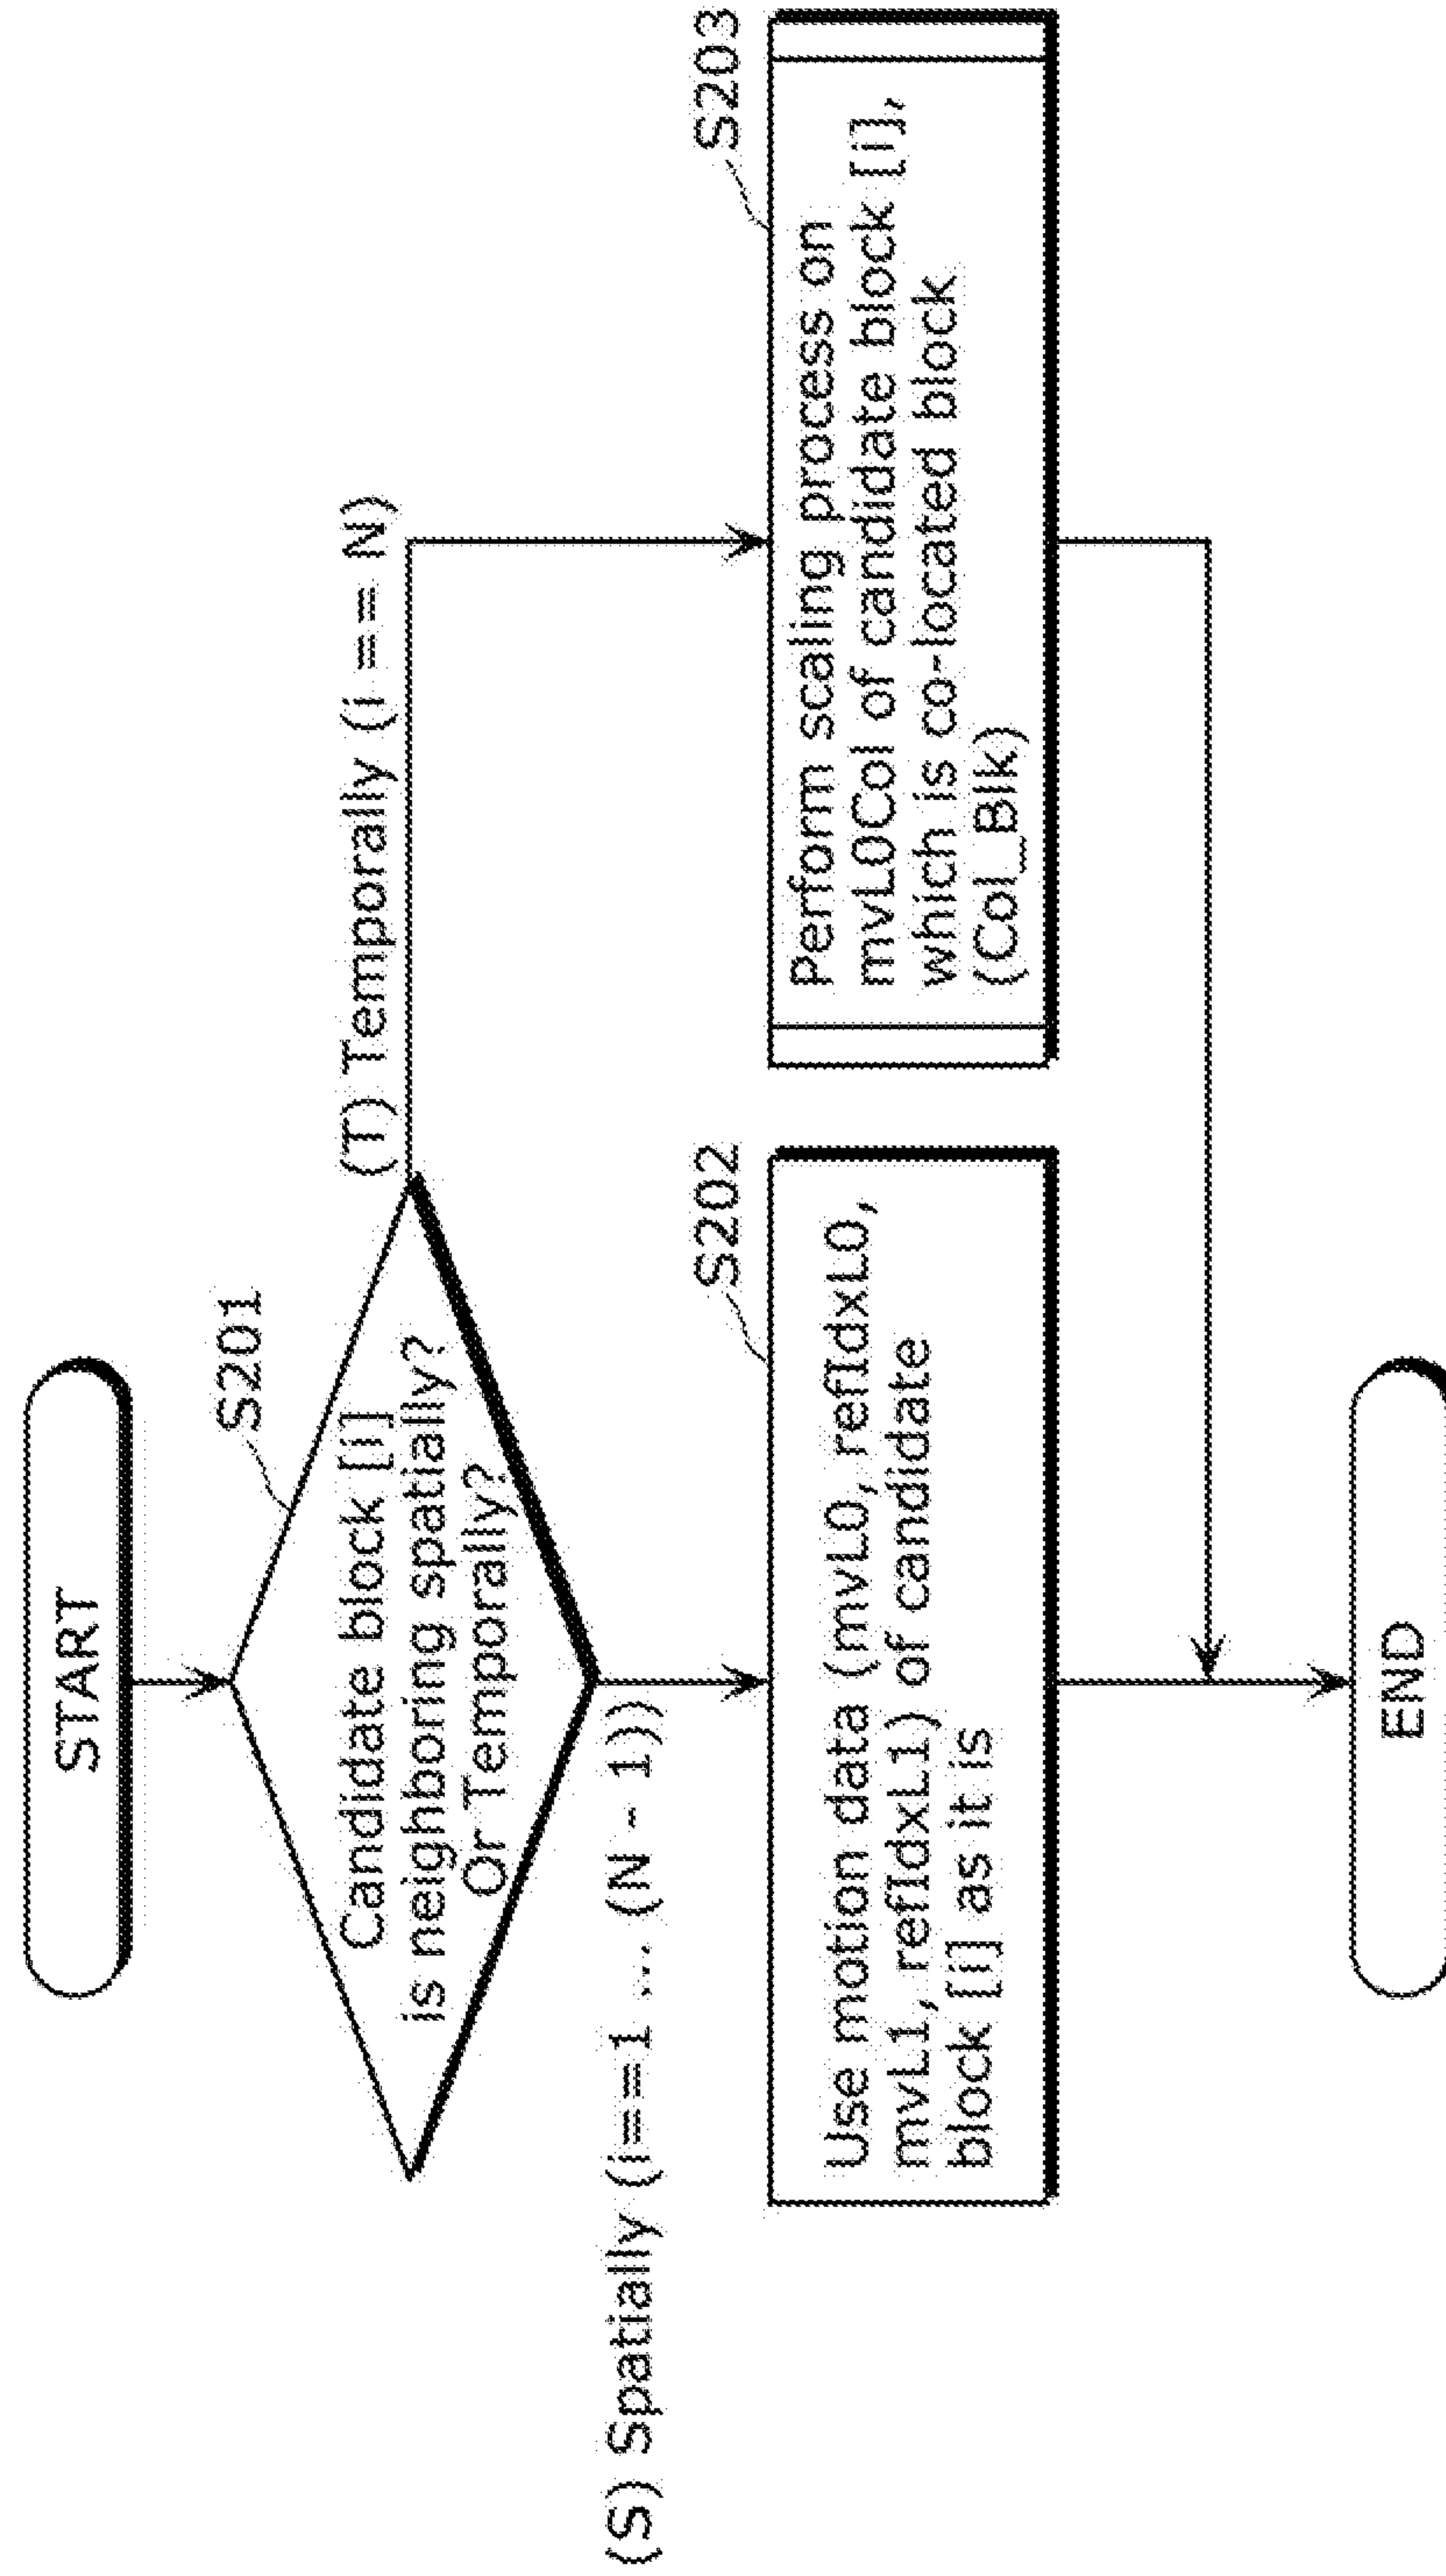 START
S201
Candidate block [i]
is neighboring spatially?
Or Temporally?
(T) Temporally (i == N)
(S) Spatially (i==1 ... (N - 1))
S202
Use motion data (mvL0, refIdxL0,
mvL1, refIdxL1) of candidate
block [i] as it is
S203
Perform scaling process on
mvL0Col of candidate block [i],
which is co-located block
(Col_Blk)
END